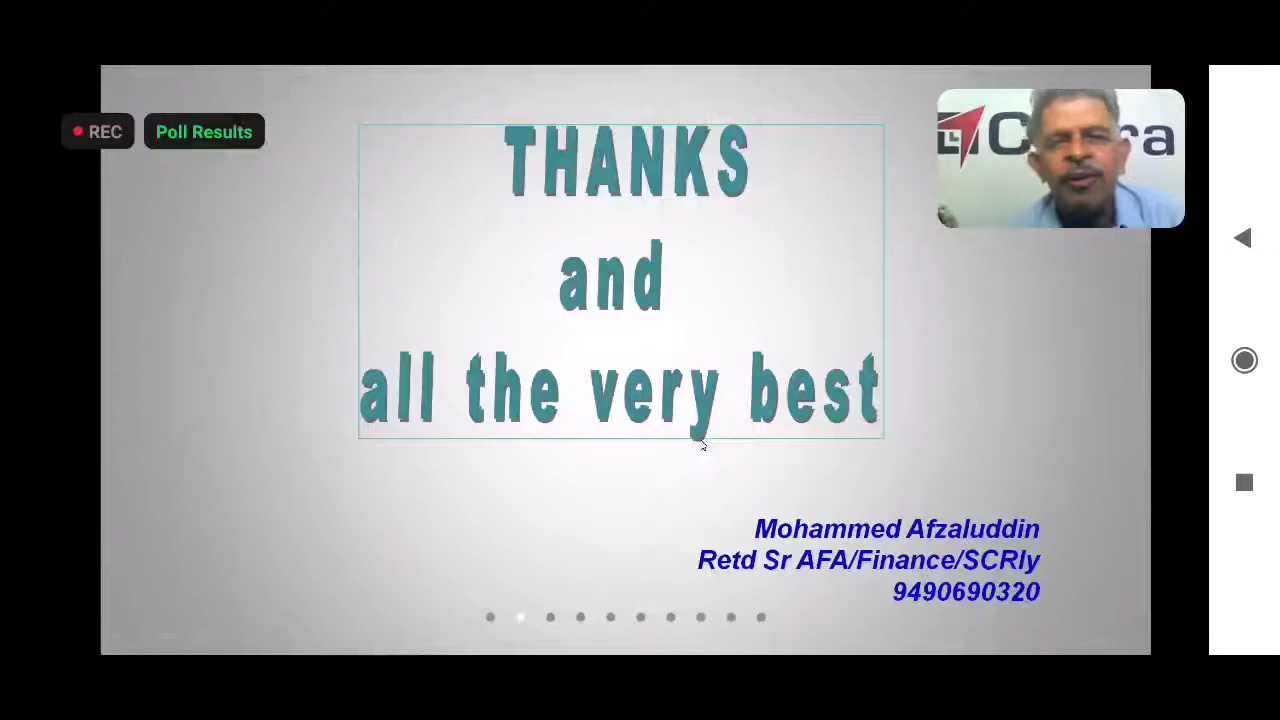 REC
Poll Results
THANKS
and
all the very best
Mohammed Afzaluddin
Retd Sr AFA/Finance/SCRly
9490690320